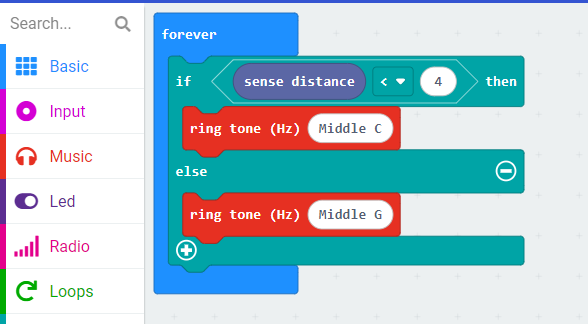 Search...
Basic
Input
Music
Led
Radio
Loops
forever
if sense distance < 4 then
ring tone (Hz) Middle C
else
ring tone (Hz) Middle G